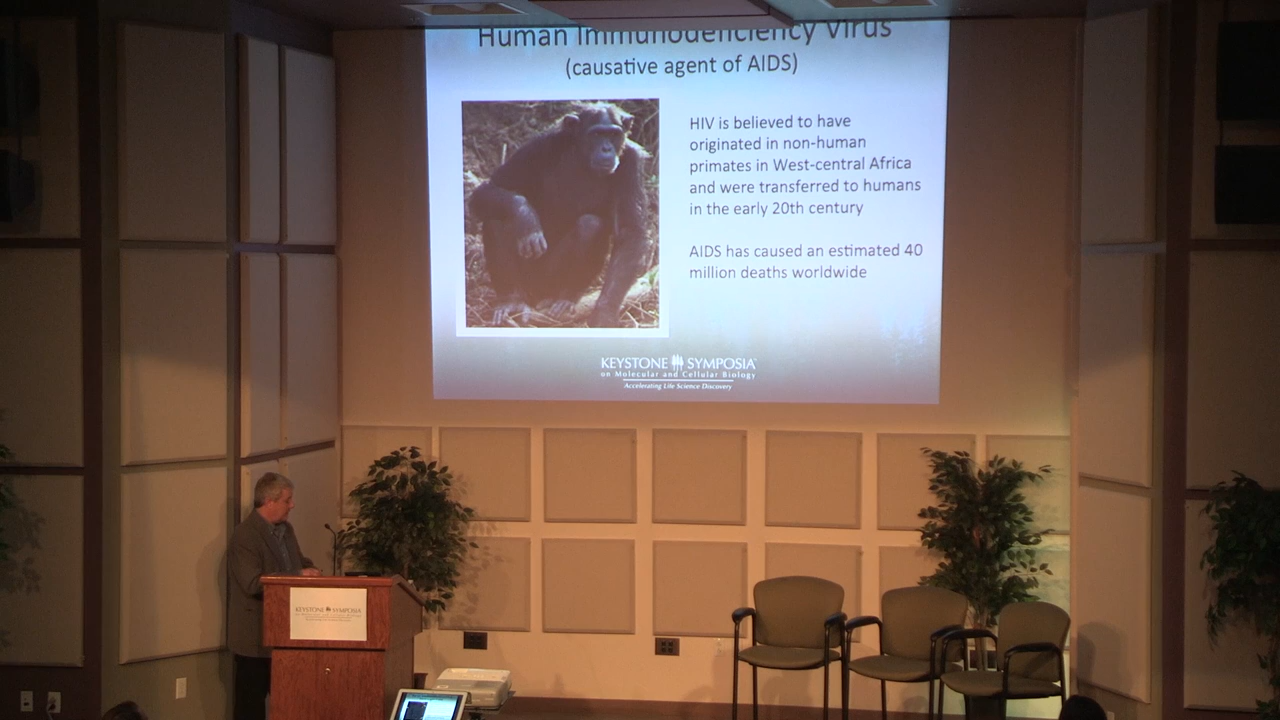 Human Immunodeficiency Virus
(causative agent of AIDS)
HIV is believed to have
originated in non-human
primates in West-central Africa
and were transferred to humans
in the early 20th century
AIDS has caused an estimated 40
million deaths worldwide
KEYSTONE SYMPOSIA
on Molecular and Cellular Biology
Accelerating Life Science Discovery
KEYSTONE SYMPOSIA